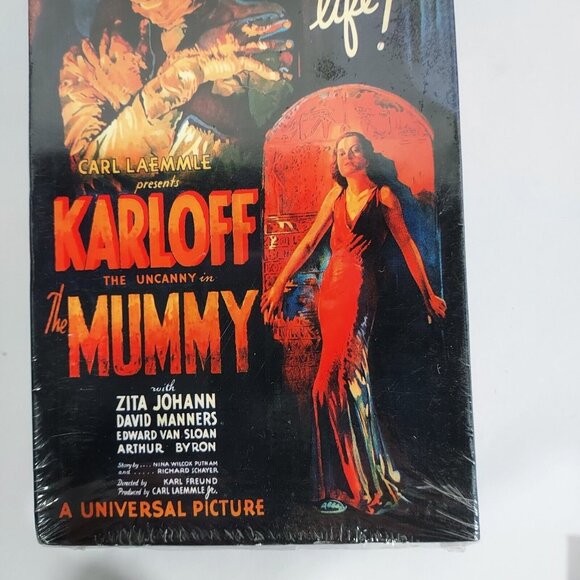 life!
CARL LAEMMLE
presents
KARLOFF
THE UNCANNY in
The
MUMMY
with
ZITA JOHANN
DAVID MANNERS
EDWARD VAN SLOAN
ARTHUR BYRON
Story by .... NINA WILCOX PUTNAM
and ..... RICHARD SCHAYER
Directed by KARL FREUND
Produced by CARL LAEMMLE Jr.
A UNIVERSAL PICTURE